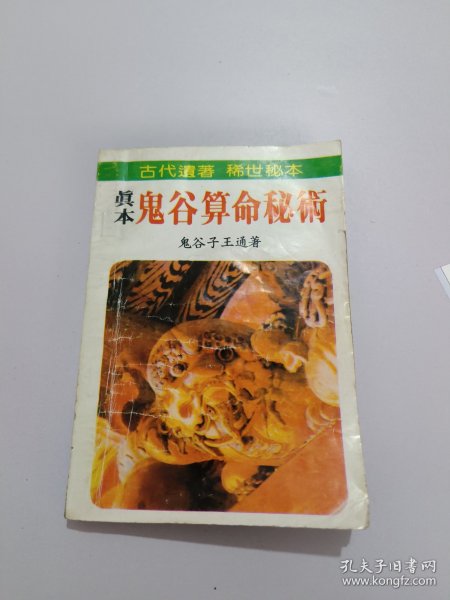 古代遺著 稀世秘本
眞本 鬼谷算命秘術
鬼谷子王通著
孔夫子旧书网
www.kongfz.com